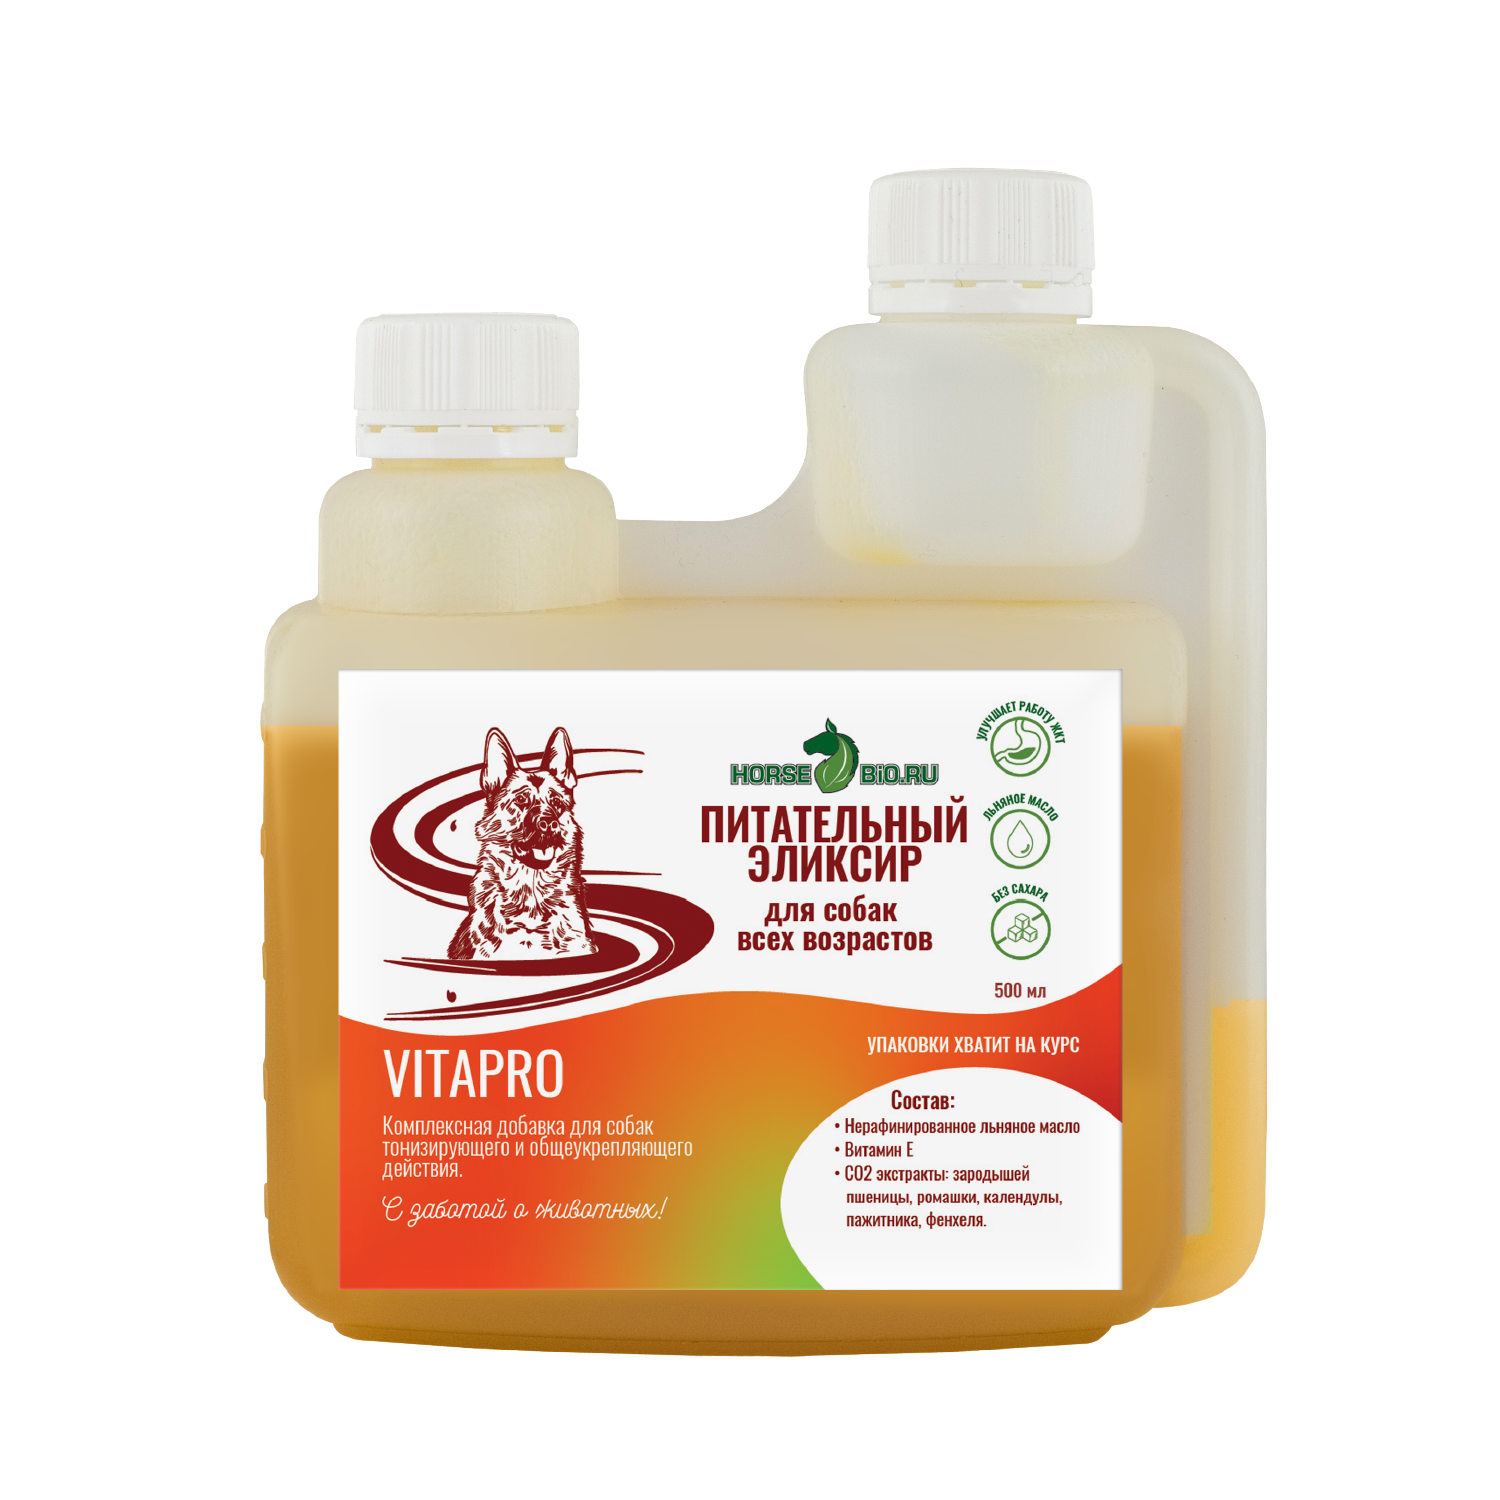 HORSE BIO.RU
ПИТАТЕЛЬНЫЙ
ЭЛИКСИР
для собак
всех возрастов
УЛУЧШАЕТ РАБОТУ ЖКТ
ЛЬНЯНОЕ МАСЛО
БЕЗ САХАРА
500 мл
VITAPRO
Комплексная добавка для собак
тонизирующего и общеукрепляющего
действия.
С заботой о животных!
УПАКОВКИ ХВАТИТ НА КУРС
Состав:
• Нерафинированное льняное масло
• Витамин Е
• СО2 экстракты: зародышей
пшеницы, ромашки, календулы,
пажитника, фенхеля.